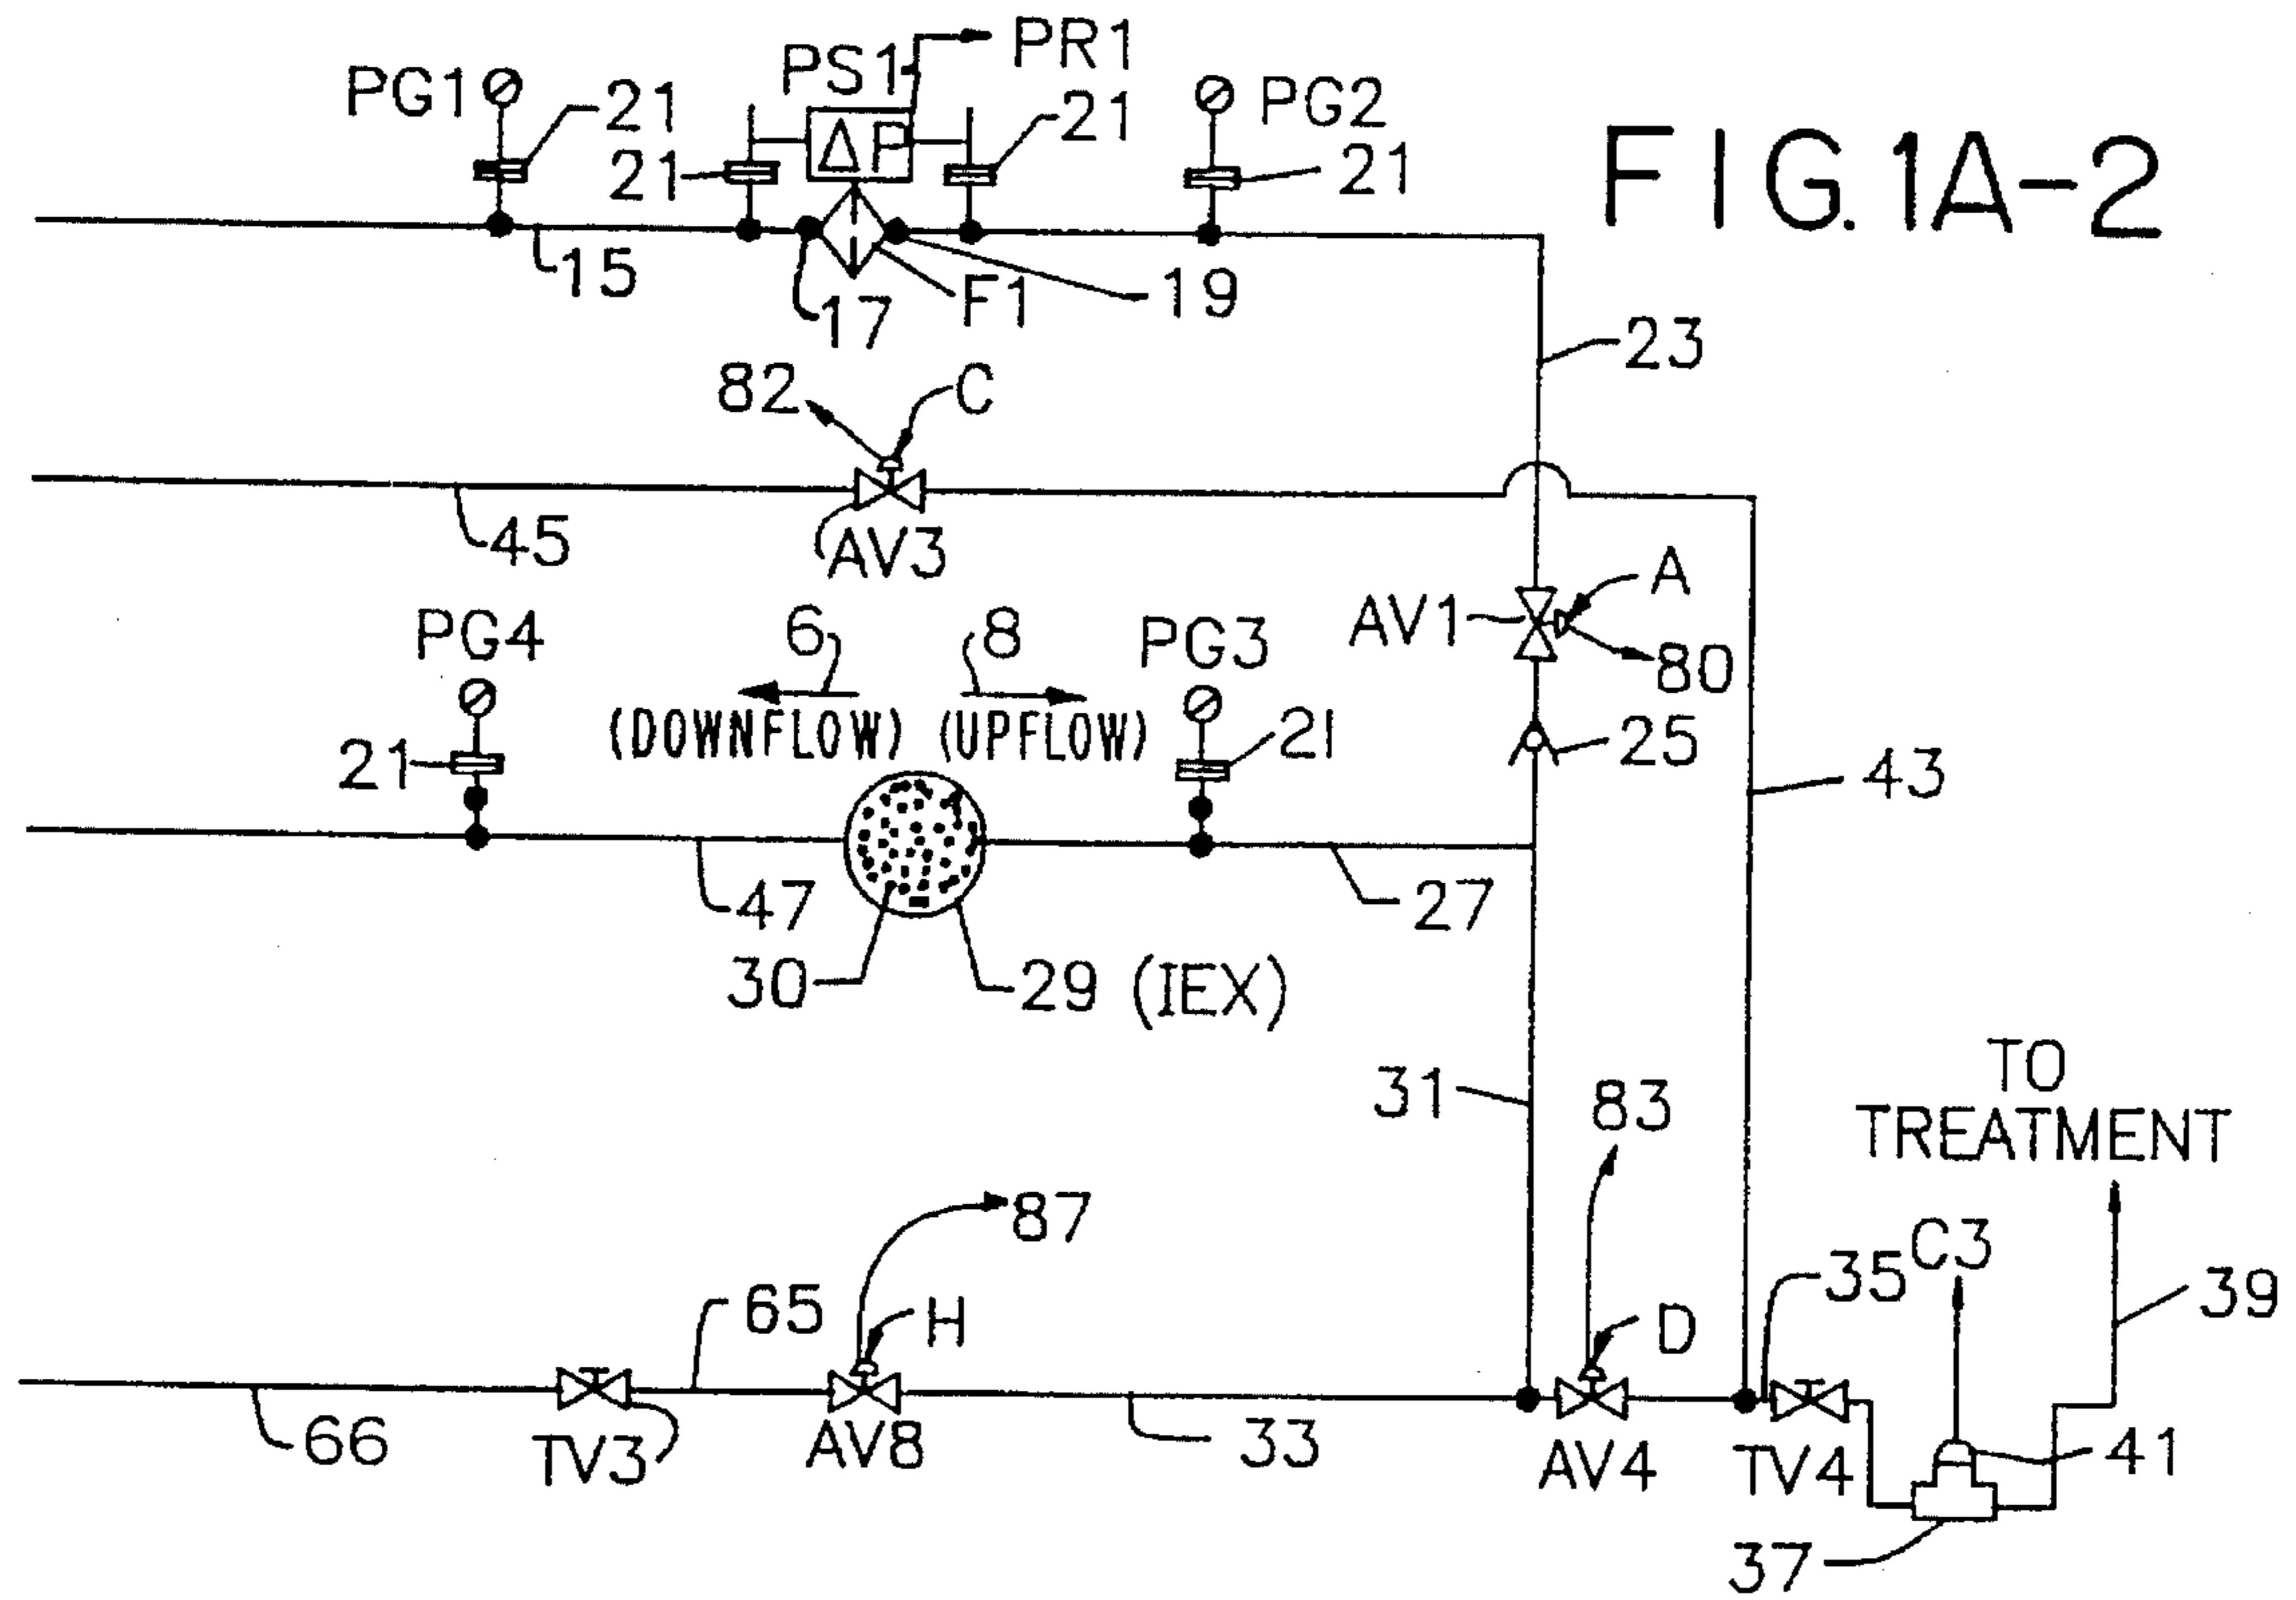 PG1
21
PS1
PR1
21
21
PG2
21
FIG.1A-2
ΔP
15
17
F1
19
23
82
C
45
AV3
A
AV1
80
PG4
6
8
PG3
(DOWNFLOW) (UPFLOW)
21
21
25
43
47
27
30
29 (IEX)
31
83
TO
TREATMENT
87
C3
35
39
65
H
D
66
TV3
AV8
33
AV4
TV4
41
37